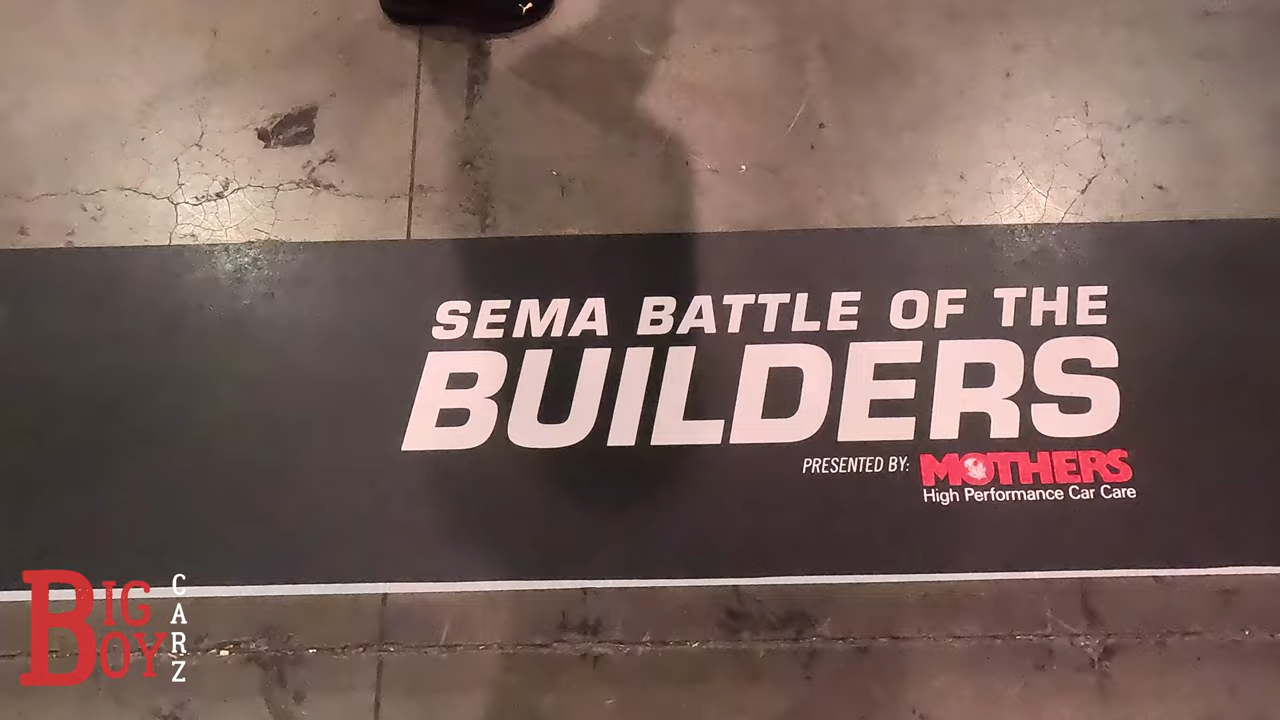 SEMA BATTLE OF THE
BUILDERS
PRESENTED BY: MOTHERS
High Performance Car Care
BIG BOY
CARZ